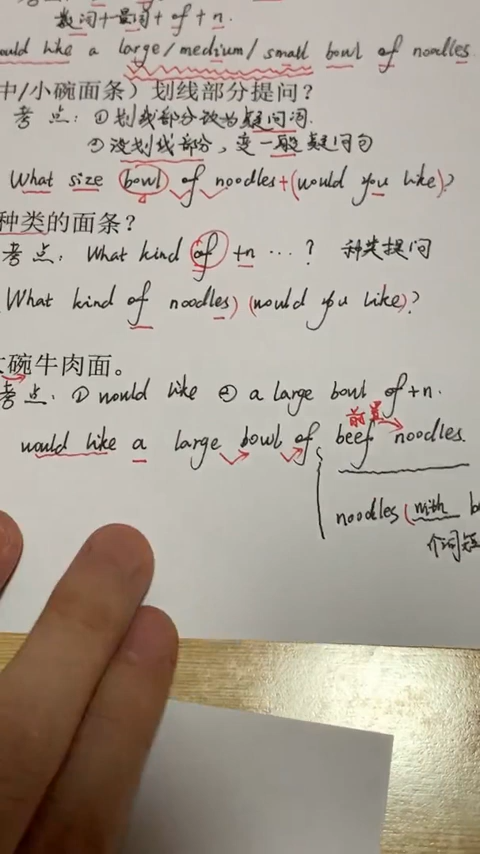 数词+量词+of+n.
would like a large/medium/small bowl of noodles
中/小碗面条）划线部分提问？
考点：①划线部分改为疑问词.
②没划线部分，变一般疑问句
What size bowl of noodles+(would you like)?
种类的面条？
考点：What kind of +n …？ 种类提问
What kind of noodles) (would you like)?
碗牛肉面。
考点：① would like ② a large bowl of+n.
前置
would like a large bowl of beef noodles.
noodles (with
介词短